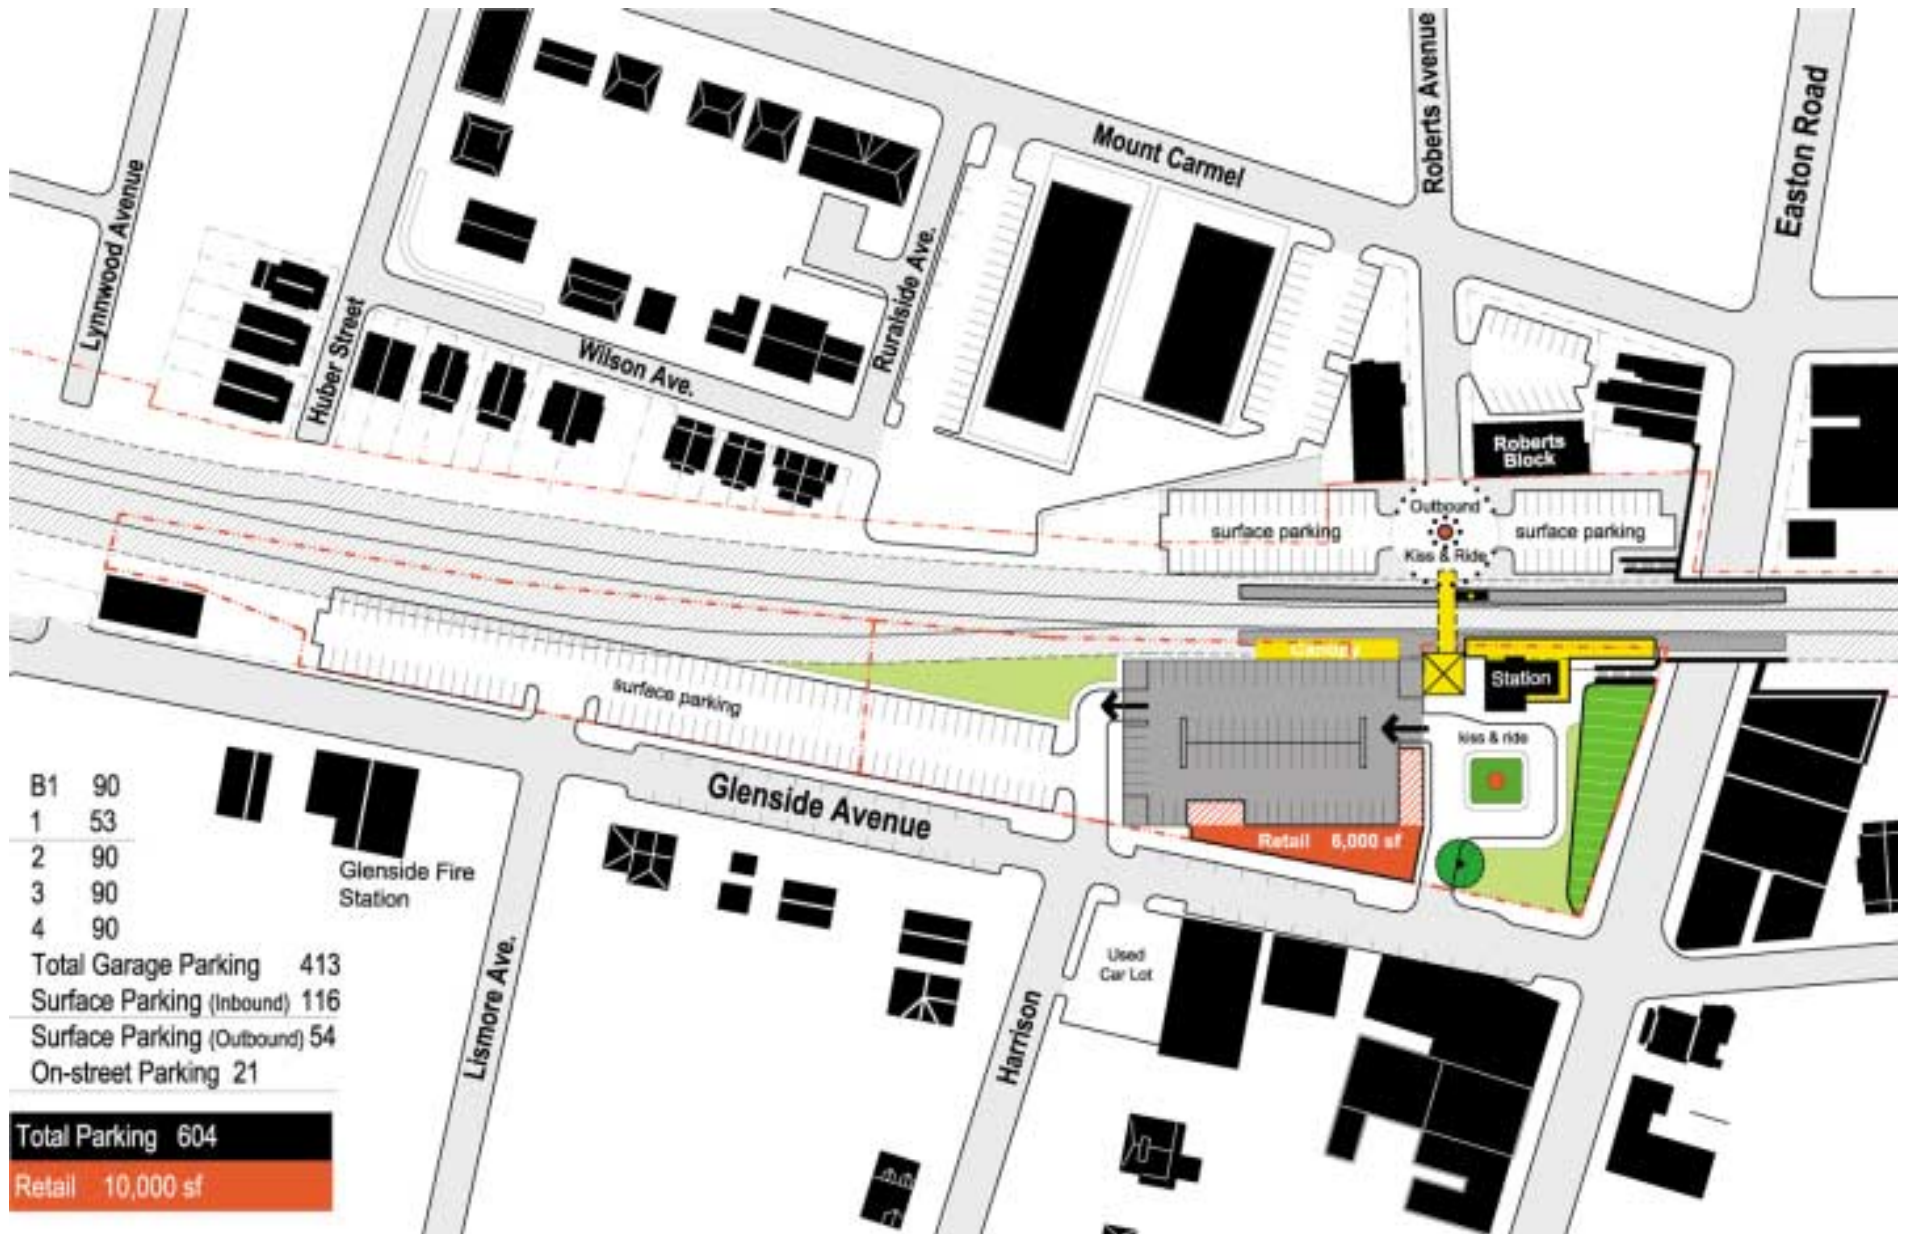 Roberts Avenue
Easton Road
Mount Carmel
Lynnwood Avenue
Ruralside Ave.
Huber Street
Wilson Ave.
Roberts
Block
Outbound
surface parking
surface parking
Kiss & Ride
Canopy
Station
surface parking
kiss & ride
Glenside Avenue
Retail 6,000 sf
Glenside Fire
Station
Used
Car Lot
Lismore Ave.
Harrison
B1 90
1 53
2 90
3 90
4 90
Total Garage Parking 413
Surface Parking (Inbound) 116
Surface Parking (Outbound) 54
On-street Parking 21
Total Parking 604
Retail 10,000 sf